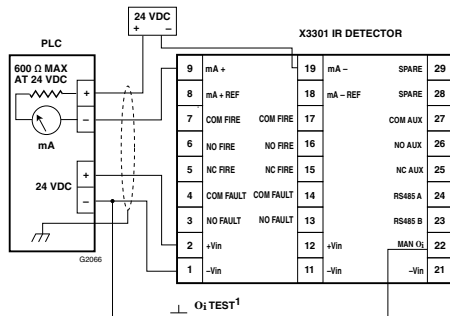 24 VDC
+ –
PLC
X3301 IR DETECTOR
600 Ω MAX
AT 24 VDC
+
–
mA
24 VDC
+
–
G2066
9 mA +
8 mA + REF
7 COM FIRE
6 NO FIRE
5 NC FIRE
4 COM FAULT
3 NO FAULT
2 +Vin
1 –Vin
19 mA –
18 mA – REF
COM FIRE 17
NO FIRE 16
NC FIRE 15
COM FAULT 14
NO FAULT 13
12 +Vin
11 –Vin
SPARE 29
SPARE 28
COM AUX 27
NO AUX 26
NC AUX 25
RS485 A 24
RS485 B 23
MAN Oi 22
–Vin 21
Oi TEST1